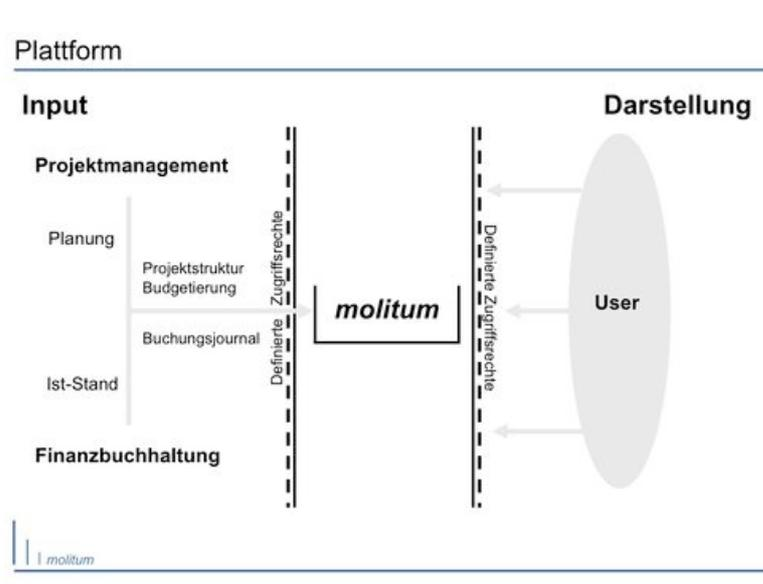 Plattform
Input
Darstellung
Projektmanagement
Planung
Projektstruktur
Budgetierung
Buchungsjournal
Ist-Stand
Finanzbuchhaltung
Definierte Zugriffsrechte
molitum
Definierte Zugriffsrechte
User
molitum